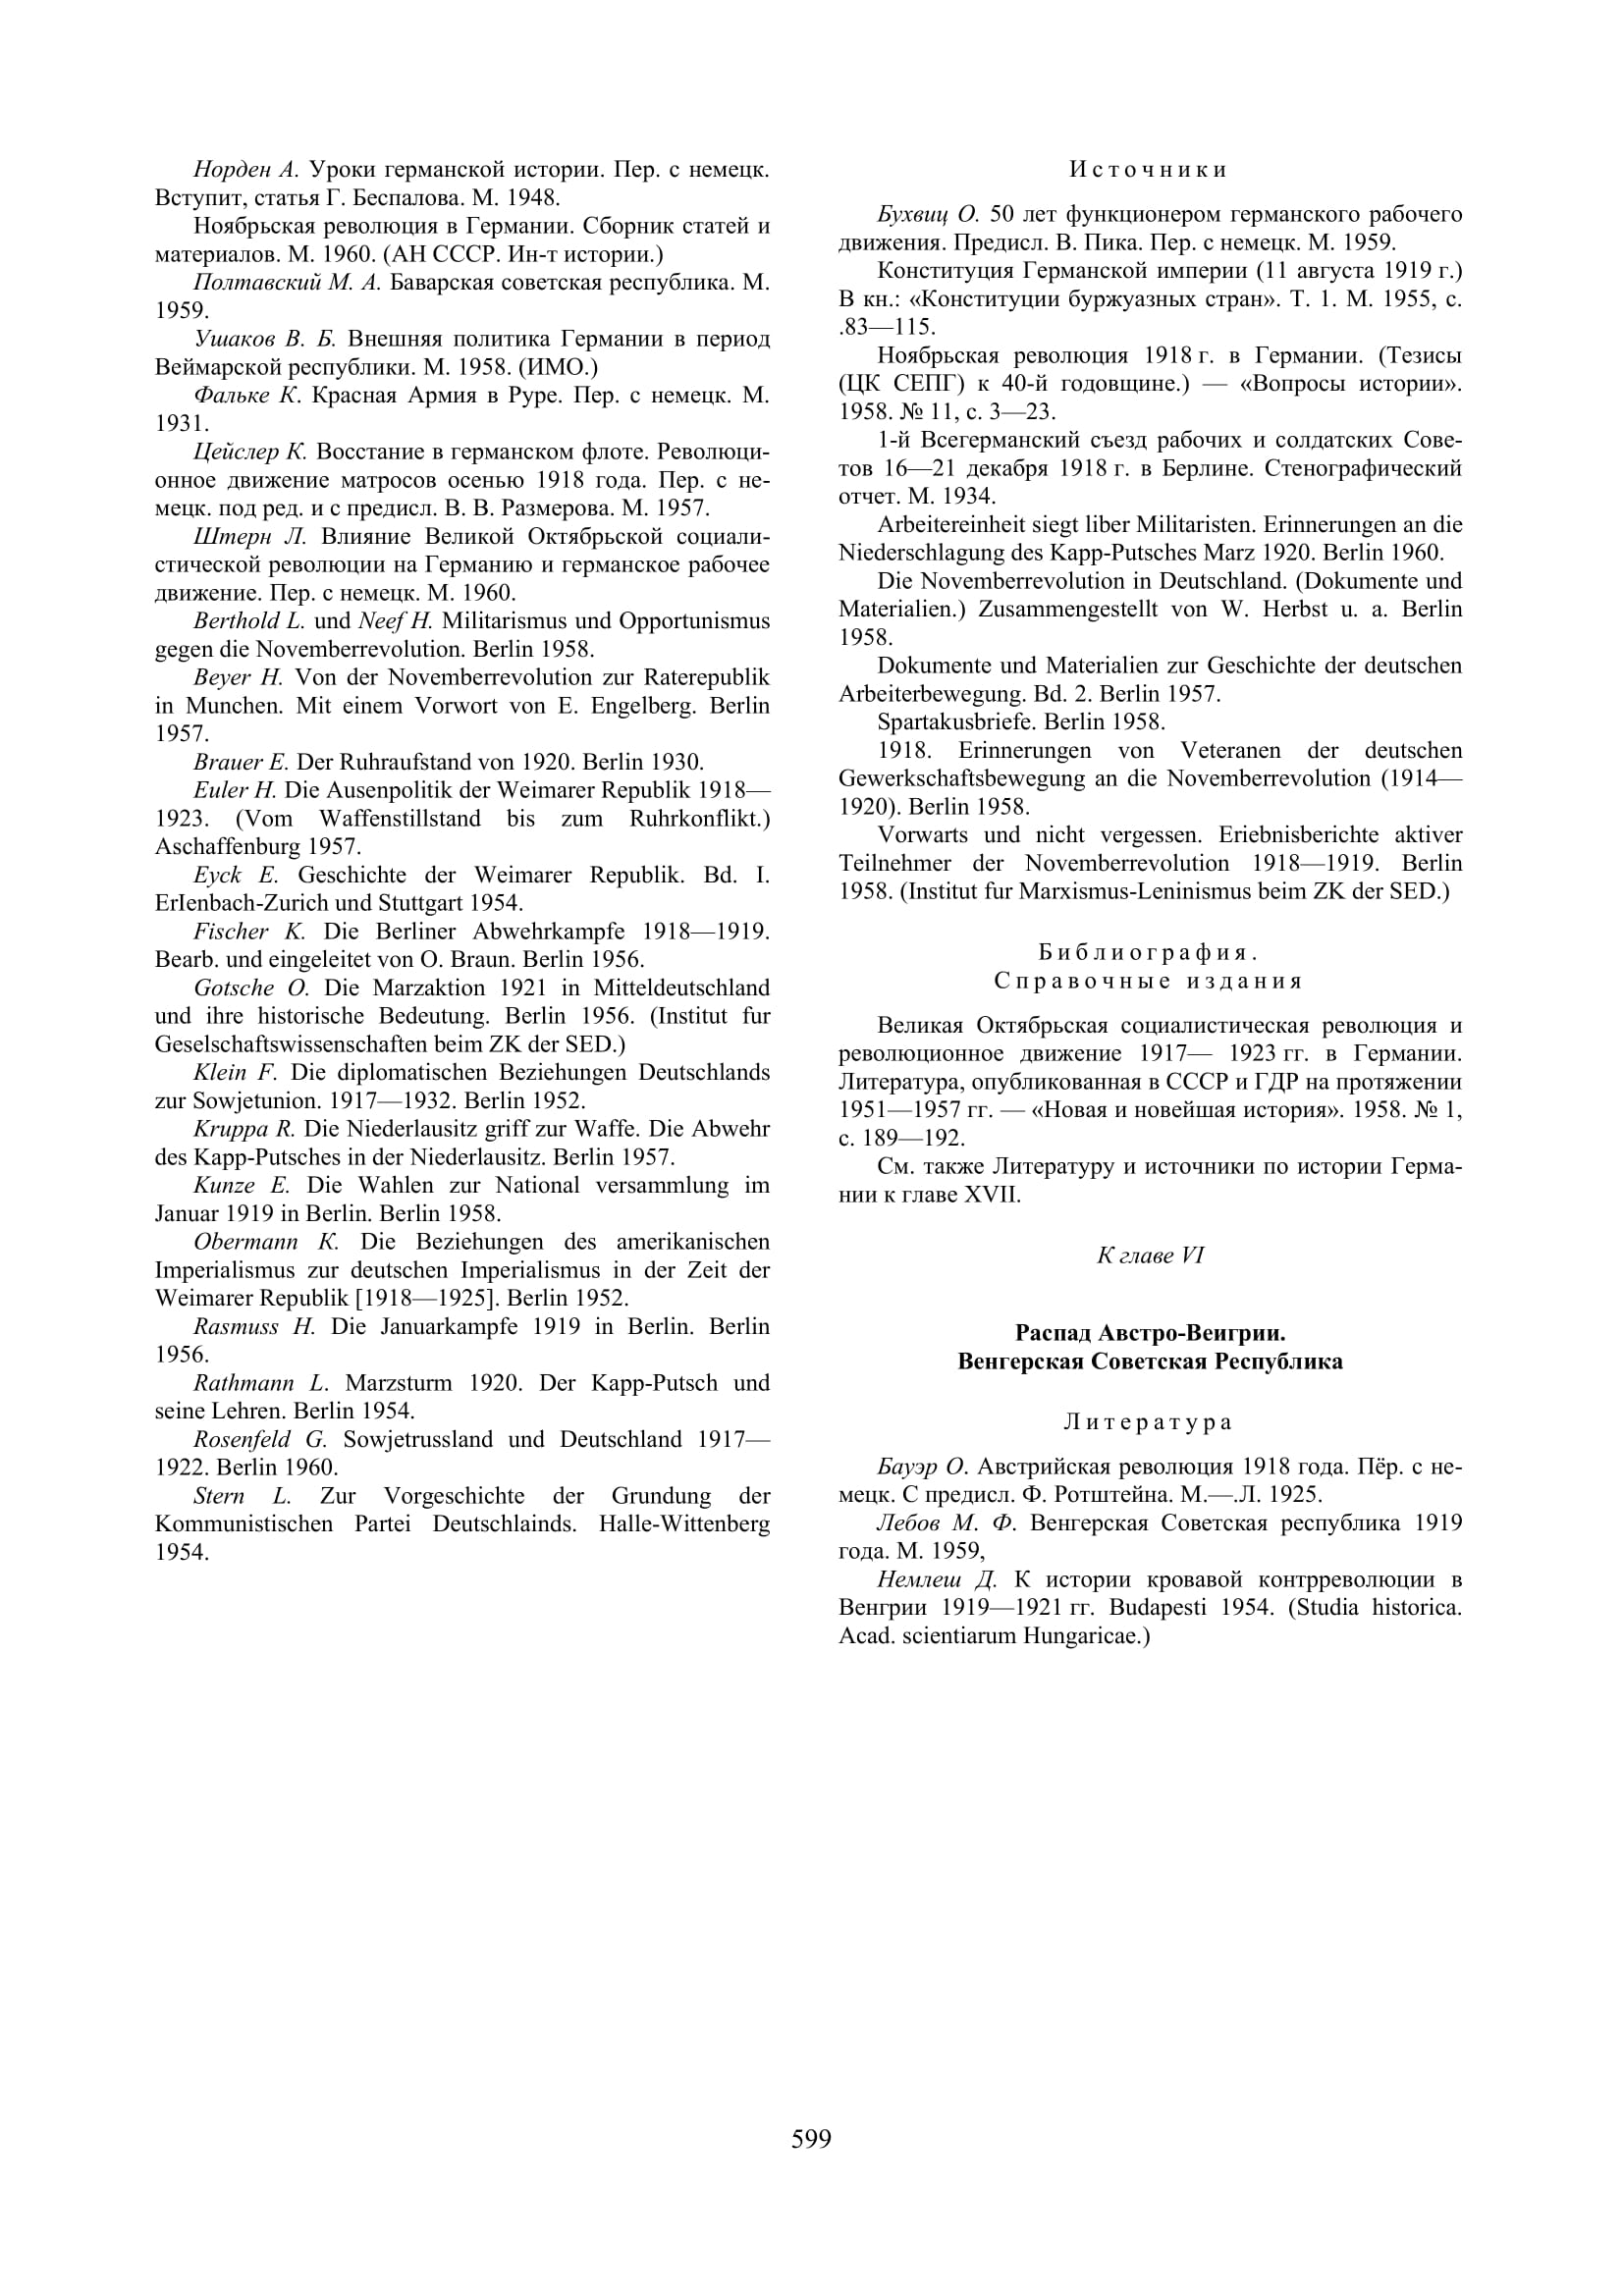 Норден А. Уроки германской истории. Пер. с немецк.
Вступит, статья Г. Беспалова. М. 1948.
Ноябрьская революция в Германии. Сборник статей и
материалов. М. 1960. (АН СССР. Ин-т истории.)
Полтавский М. А. Баварская советская республика. М.
1959.
Ушаков В. Б. Внешняя политика Германии в период
Веймарской республики. М. 1958. (ИМО.)
Фальке К. Красная Армия в Руре. Пер. с немецк. М.
1931.
Цейслер К. Восстание в германском флоте. Революци-
онное движение матросов осенью 1918 года. Пер. с не-
мецк. под ред. и с предисл. В. В. Размерова. М. 1957.
Штерн Л. Влияние Великой Октябрьской социали-
стической революции на Германию и германское рабочее
движение. Пер. с немецк. М. 1960.
Berthold L. und Neef H. Militarismus und Opportunismus
gegen die Novemberrevolution. Berlin 1958.
Beyer H. Von der Novemberrevolution zur Raterepublik
in Munchen. Mit einem Vorwort von E. Engelberg. Berlin
1957.
Brauer E. Der Ruhraufstand von 1920. Berlin 1930.
Euler H. Die Ausenpolitik der Weimarer Republik 1918—
1923. (Vom Waffenstillstand bis zum Ruhrkonflikt.)
Aschaffenburg 1957.
Eyck E. Geschichte der Weimarer Republik. Bd. I.
ErIenbach-Zurich und Stuttgart 1954.
Fischer K. Die Berliner Abwehrkampfe 1918—1919.
Bearb. und eingeleitet von O. Braun. Berlin 1956.
Gotsche O. Die Marzaktion 1921 in Mitteldeutschland
und ihre historische Bedeutung. Berlin 1956. (Institut fur
Geselschaftswissenschaften beim ZK der SED.)
Klein F. Die diplomatischen Beziehungen Deutschlands
zur Sowjetunion. 1917—1932. Berlin 1952.
Kruppa R. Die Niederlausitz griff zur Waffe. Die Abwehr
des Kapp-Putsches in der Niederlausitz. Berlin 1957.
Kunze E. Die Wahlen zur National versammlung im
Januar 1919 in Berlin. Berlin 1958.
Obermann K. Die Beziehungen des amerikanischen
Imperialismus zur deutschen Imperialismus in der Zeit der
Weimarer Republik [1918—1925]. Berlin 1952.
Rasmuss H. Die Januarkampfe 1919 in Berlin. Berlin
1956.
Rathmann L. Marzsturm 1920. Der Kapp-Putsch und
seine Lehren. Berlin 1954.
Rosenfeld G. Sowjetrussland und Deutschland 1917—
1922. Berlin 1960.
Stern L. Zur Vorgeschichte der Grundung der
Kommunistischen Partei Deutschlainds. Halle-Wittenberg
1954.
Источники
Бухвиц О. 50 лет функционером германского рабочего
движения. Предисл. В. Пика. Пер. с немецк. М. 1959.
Конституция Германской империи (11 августа 1919 г.)
В кн.: «Конституции буржуазных стран». Т. 1. М. 1955, с.
.83—115.
Ноябрьская революция 1918 г. в Германии. (Тезисы
(ЦК СЕПГ) к 40-й годовщине.) — «Вопросы истории».
1958. № 11, с. 3—23.
1-й Всегерманский съезд рабочих и солдатских Сове-
тов 16—21 декабря 1918 г. в Берлине. Стенографический
отчет. М. 1934.
Arbeitereinheit siegt liber Militaristen. Erinnerungen an die
Niederschlagung des Kapp-Putsches Marz 1920. Berlin 1960.
Die Novemberrevolution in Deutschland. (Dokumente und
Materialien.) Zusammengestellt von W. Herbst u. a. Berlin
1958.
Dokumente und Materialien zur Geschichte der deutschen
Arbeiterbewegung. Bd. 2. Berlin 1957.
Spartakusbriefe. Berlin 1958.
1918. Erinnerungen von Veteranen der deutschen
Gewerkschaftsbewegung an die Novemberrevolution (1914—
1920). Berlin 1958.
Vorwarts und nicht vergessen. Eriebnisberichte aktiver
Teilnehmer der Novemberrevolution 1918—1919. Berlin
1958. (Institut fur Marxismus-Leninismus beim ZK der SED.)
Библиография.
Справочные издания
Великая Октябрьская социалистическая революция и
революционное движение 1917— 1923 гг. в Германии.
Литература, опубликованная в СССР и ГДР на протяжении
1951—1957 гг. — «Новая и новейшая история». 1958. № 1,
с. 189—192.
См. также Литературу и источники по истории Герма-
нии к главе XVII.
К главе VI
Распад Австро-Веигрии.
Венгерская Советская Республика
Литература
Бауэр О. Австрийская революция 1918 года. Пёр. с не-
мецк. С предисл. Ф. Ротштейна. М.—.Л. 1925.
Лебов М. Ф. Венгерская Советская республика 1919
года. М. 1959,
Немлеш Д. К истории кровавой контрреволюции в
Венгрии 1919—1921 гг. Budapesti 1954. (Studia historica.
Acad. scientiarum Hungaricae.)
599